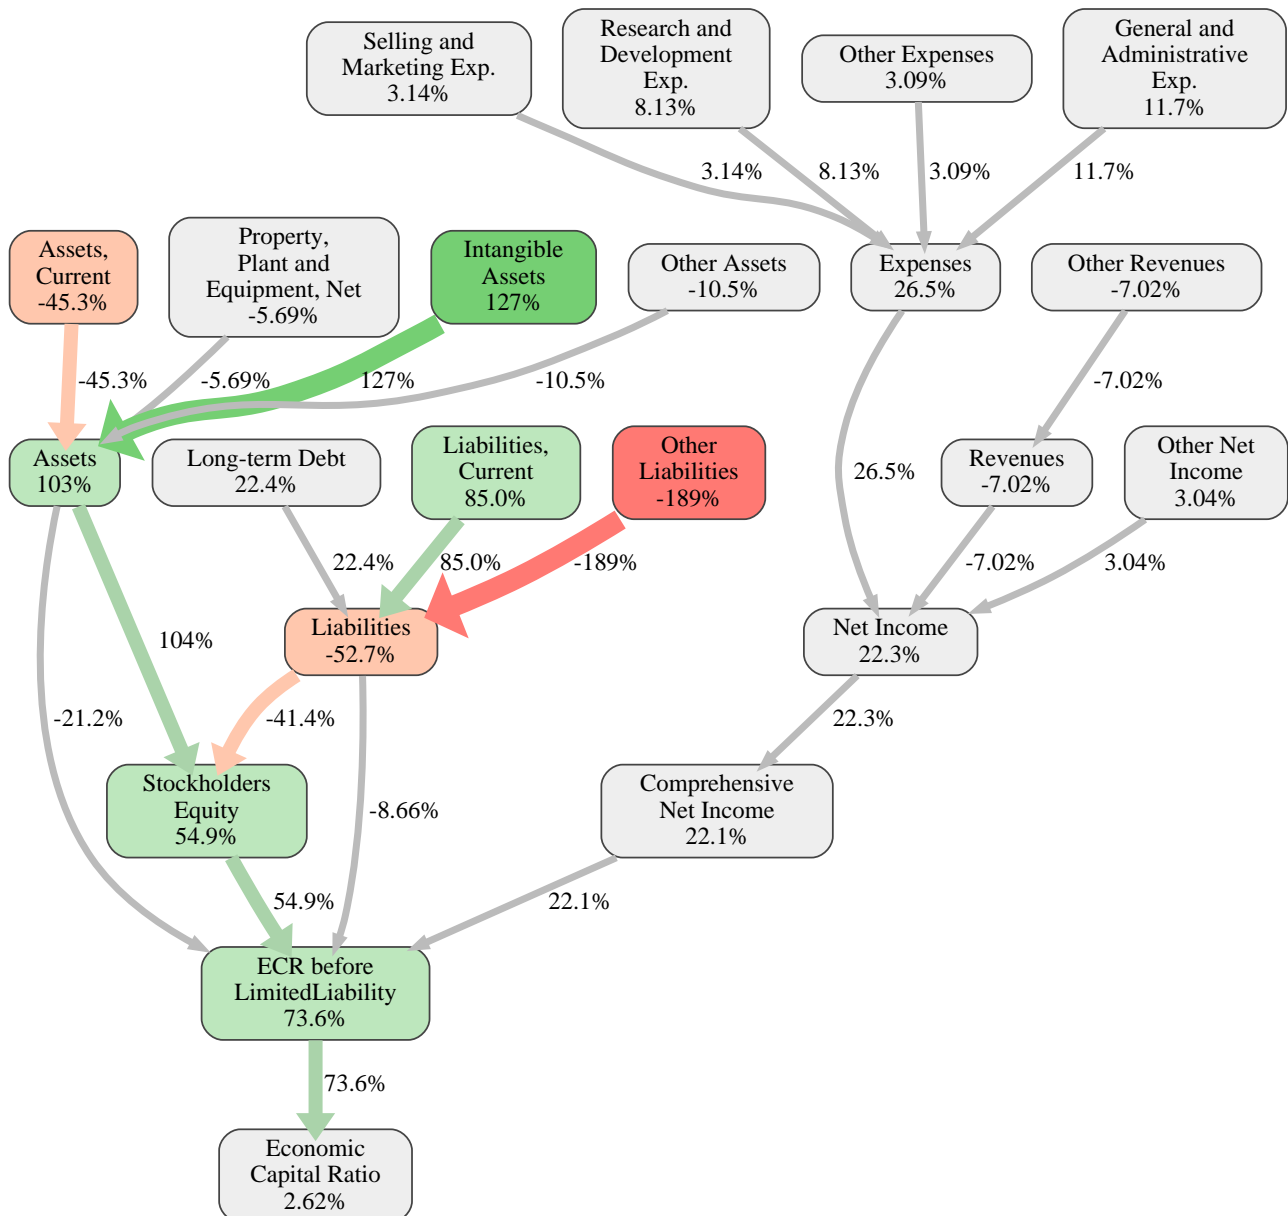 Selling and
Marketing Exp.
3.14%
Research and
Development
Exp.
8.13%
Other Expenses
3.09%
General and
Administrative
Exp.
11.7%
3.14%
8.13%
3.09%
11.7%
Assets,
Current
-45.3%
Property,
Plant and
Equipment, Net
-5.69%
Intangible
Assets
127%
Other Assets
-10.5%
Expenses
26.5%
Other Revenues
-7.02%
-45.3%
-5.69%
127%
-10.5%
-7.02%
Assets
103%
Long-term Debt
22.4%
Liabilities,
Current
85.0%
Other
Liabilities
-189%
26.5%
Revenues
-7.02%
Other Net
Income
3.04%
22.4%
85.0%
-189%
-7.02%
3.04%
104%
Liabilities
-52.7%
Net Income
22.3%
-21.2%
-41.4%
22.3%
Stockholders
Equity
54.9%
-8.66%
Comprehensive
Net Income
22.1%
54.9%
22.1%
ECR before
LimitedLiability
73.6%
73.6%
Economic
Capital Ratio
2.62%